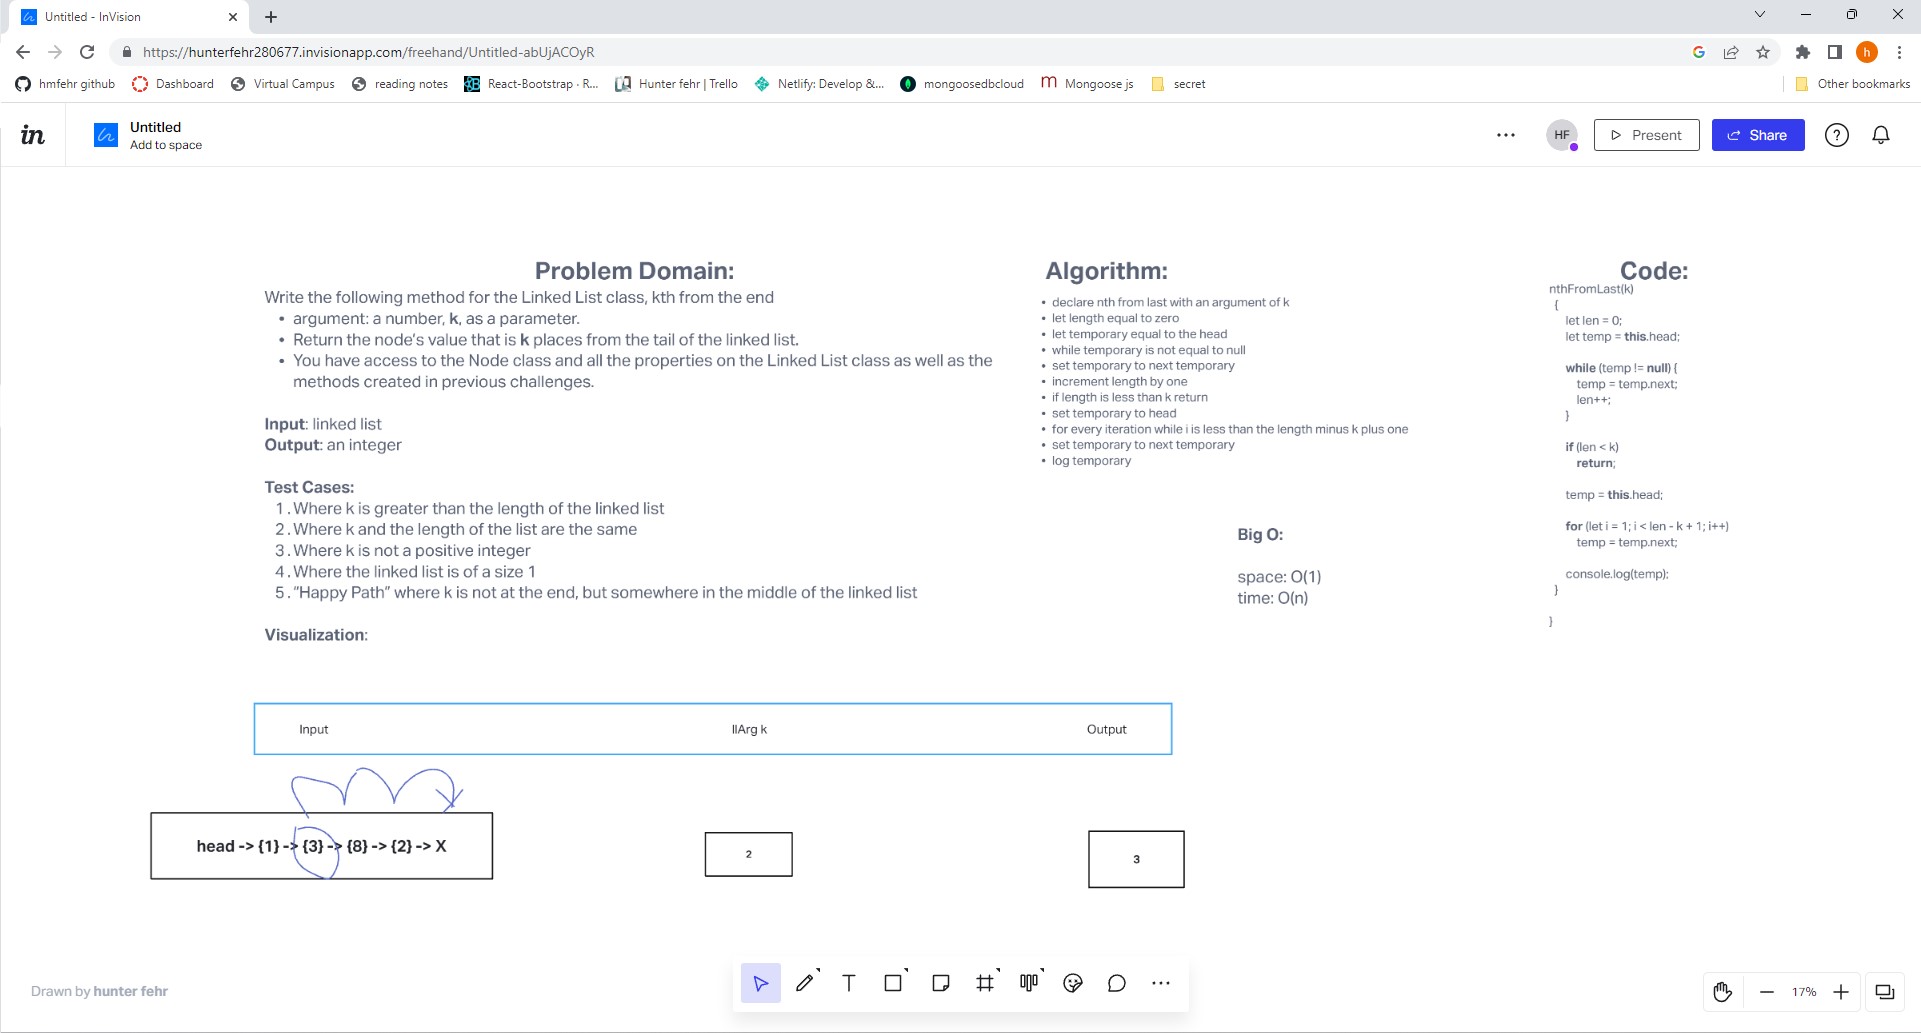 Untitled - InVision
https://hunterfehr280677.invisionapp.com/freehand/Untitled-abUjACOyR
h
hmfehr github
Dashboard
Virtual Campus
reading notes
React-Bootstrap · R...
Hunter fehr | Trello
Netlify: Develop &...
mongoosedbcloud
Mongoose js
secret
Other bookmarks
in
Untitled
Add to space
HF
Present
Share
Problem Domain:
Write the following method for the Linked List class, kth from the end
• argument: a number, k, as a parameter.
• Return the node's value that is k places from the tail of the linked list.
• You have access to the Node class and all the properties on the Linked List class as well as the
methods created in previous challenges.
Input: linked list
Output: an integer
Test Cases:
1. Where k is greater than the length of the linked list
2. Where k and the length of the list are the same
3. Where k is not a positive integer
4. Where the linked list is of a size 1
5. “Happy Path” where k is not at the end, but somewhere in the middle of the linked list
Visualization:
Algorithm:
• declare nth from last with an argument of k
• let length equal to zero
• let temporary equal to the head
• while temporary is not equal to null
• set temporary to next temporary
• increment length by one
• if length is less than k return
• set temporary to head
• for every iteration while i is less than the length minus k plus one
• set temporary to next temporary
• log temporary
Big O:
space: O(1)
time: O(n)
Code:
nthFromLast(k)
{
let len = 0;
let temp = this.head;
while (temp != null) {
temp = temp.next;
len++;
}
if (len < k)
return;
temp = this.head;
for (let i = 1; i < len - k + 1; i++)
temp = temp.next;
console.log(temp);
}
}
Input
llArg k
Output
head -> {1} -> {3} -> {8} -> {2} -> X
2
3
Drawn by hunter fehr
17%